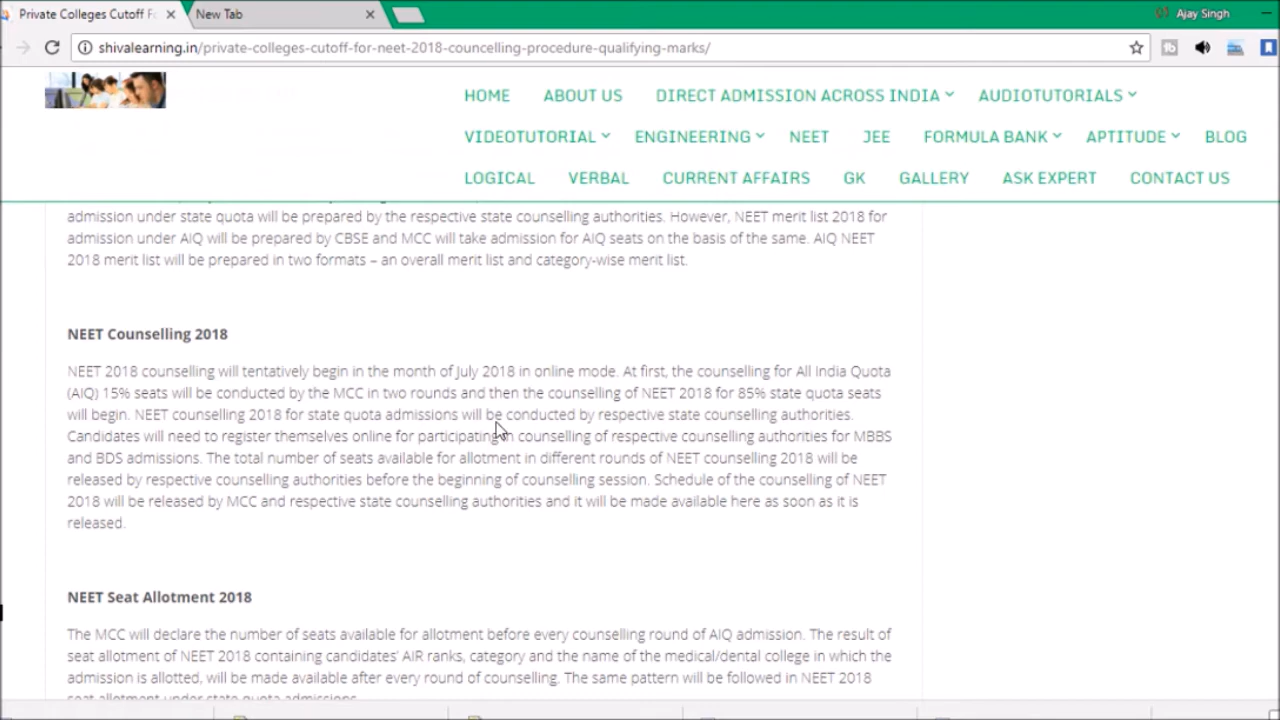 Private Colleges Cutoff Fo
New Tab
Ajay Singh
shivalearning.in/private-colleges-cutoff-for-neet-2018-councelling-procedure-qualifying-marks/
HOME ABOUT US DIRECT ADMISSION ACROSS INDIA AUDIOTUTORIALS
VIDEOTUTORIAL ENGINEERING NEET JEE FORMULA BANK APTITUDE BLOG
LOGICAL VERBAL CURRENT AFFAIRS GK GALLERY ASK EXPERT CONTACT US
admission under state quota will be prepared by the respective state counselling authorities. However, NEET merit list 2018 for
admission under AIQ will be prepared by CBSE and MCC will take admission for AIQ seats on the basis of the same. AIQ NEET
2018 merit list will be prepared in two formats – an overall merit list and category-wise merit list.
NEET Counselling 2018
NEET 2018 counselling will tentatively begin in the month of July 2018 in online mode. At first, the counselling for All India Quota
(AIQ) 15% seats will be conducted by the MCC in two rounds and then the counselling of NEET 2018 for 85% state quota seats
will begin. NEET counselling 2018 for state quota admissions will be conducted by respective state counselling authorities.
Candidates will need to register themselves online for participating in counselling of respective counselling authorities for MBBS
and BDS admissions. The total number of seats available for allotment in different rounds of NEET counselling 2018 will be
released by respective counselling authorities before the beginning of counselling session. Schedule of the counselling of NEET
2018 will be released by MCC and respective state counselling authorities and it will be made available here as soon as it is
released.
NEET Seat Allotment 2018
The MCC will declare the number of seats available for allotment before every counselling round of AIQ admission. The result of
seat allotment of NEET 2018 containing candidates' AIR ranks, category and the name of the medical/dental college in which the
admission is allotted, will be made available after every round of counselling. The same pattern will be followed in NEET 2018
seat allotment under state quota admissions.